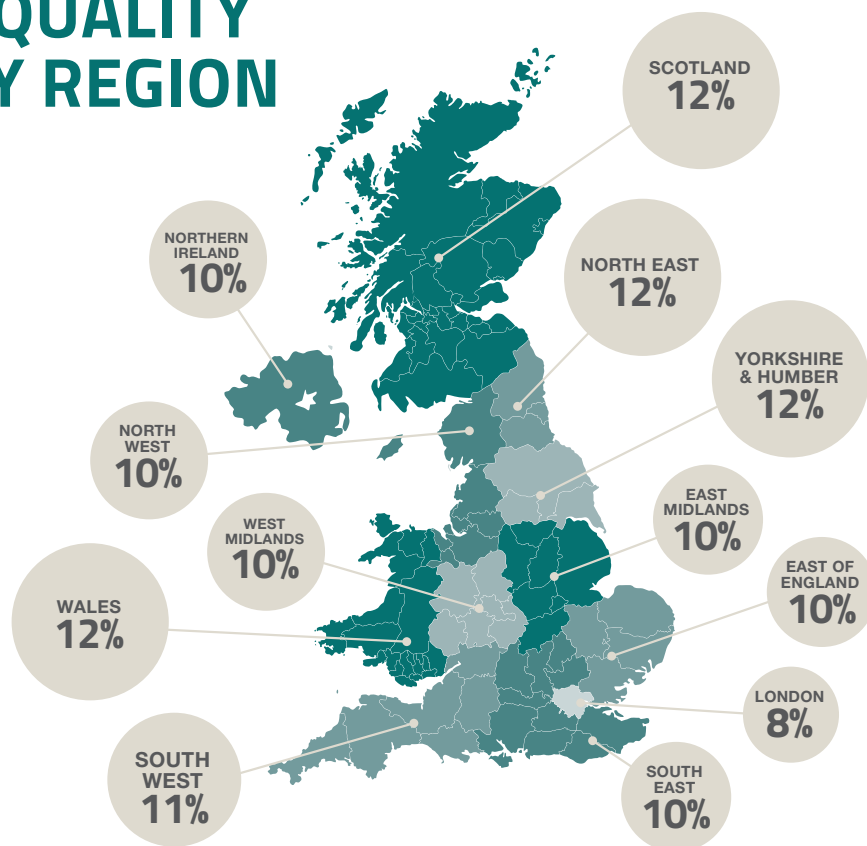 QUALITY
Y REGION
SCOTLAND
12%
NORTHERN
IRELAND
10%
NORTH EAST
12%
YORKSHIRE
& HUMBER
12%
NORTH
WEST
10%
EAST
MIDLANDS
10%
WEST
MIDLANDS
10%
EAST OF
ENGLAND
10%
WALES
12%
LONDON
8%
SOUTH
WEST
11%
SOUTH
EAST
10%